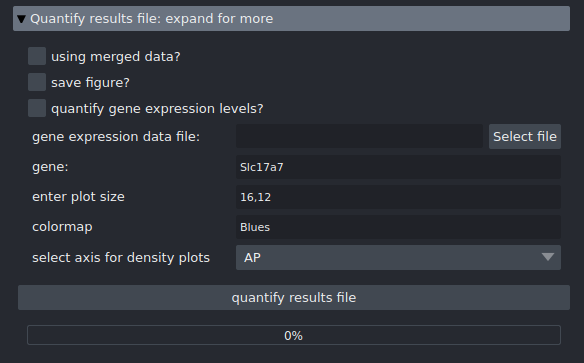 Quantify results file: expand for more
using merged data?
save figure?
quantify gene expression levels?
gene expression data file: Select file
gene: Slc17a7
enter plot size 16,12
colormap Blues
select axis for density plots AP
quantify results file
0%